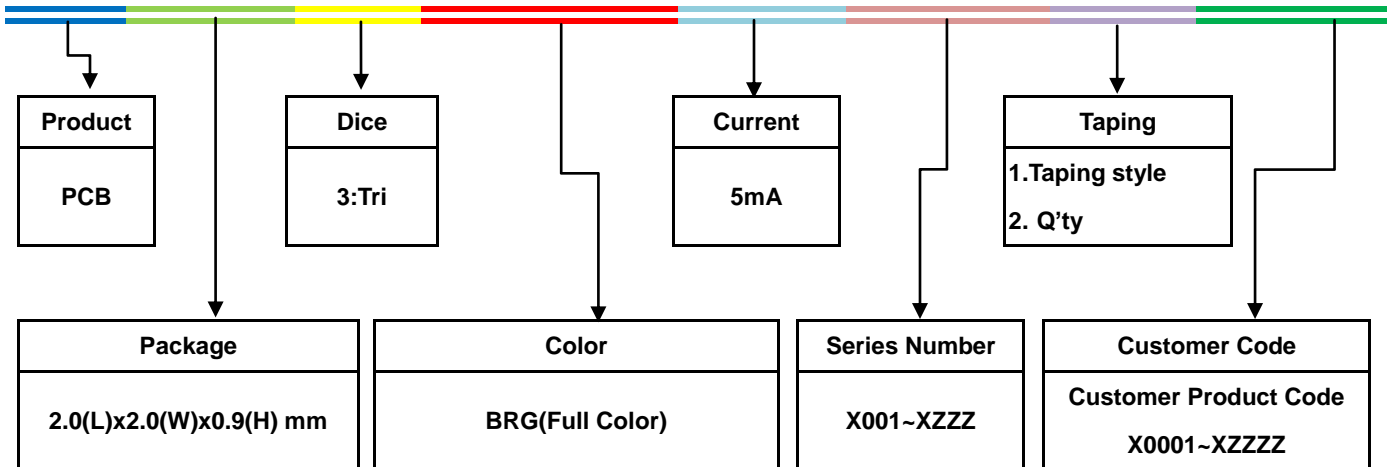 Product
PCB
Dice
3:Tri
Current
5mA
Taping
1.Taping style
2. Q'ty
Package
2.0(L)x2.0(W)x0.9(H) mm
Color
BRG(Full Color)
Series Number
X001~XZZZ
Customer Code
Customer Product Code
X0001~XZZZZ